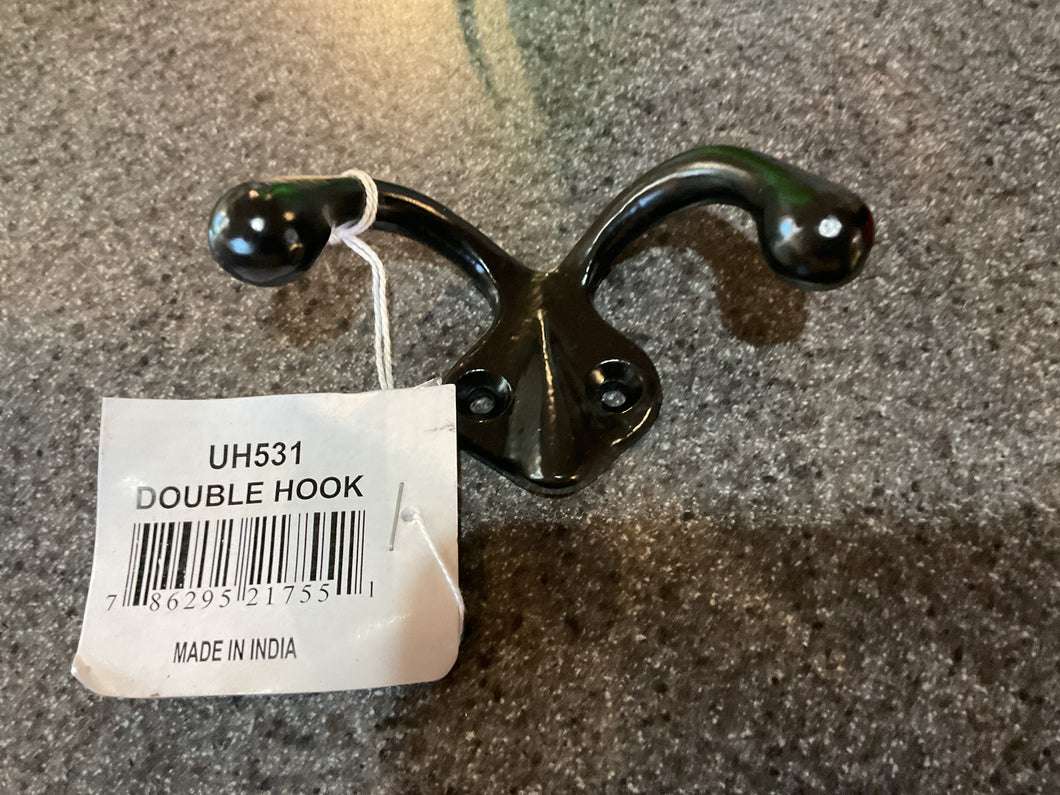 UH531
DOUBLE HOOK
7 86295 21755 1
MADE IN INDIA